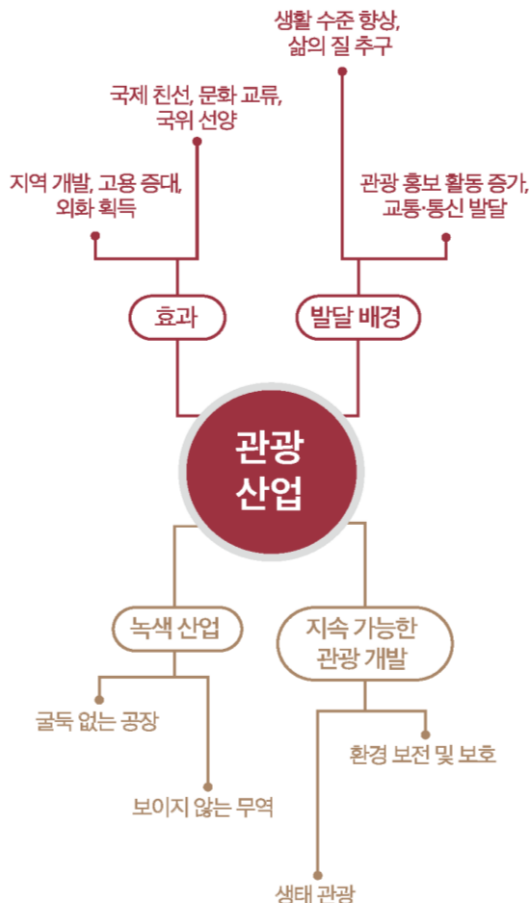 생활 수준 향상,
삶의 질 추구
국제 친선, 문화 교류,
국위 선양
지역 개발, 고용 증대,
외화 획득
관광 홍보 활동 증가,
교통·통신 발달
효과
발달 배경
관광
산업
녹색 산업
지속 가능한
관광 개발
굴뚝 없는 공장
환경 보전 및 보호
보이지 않는 무역
생태 관광